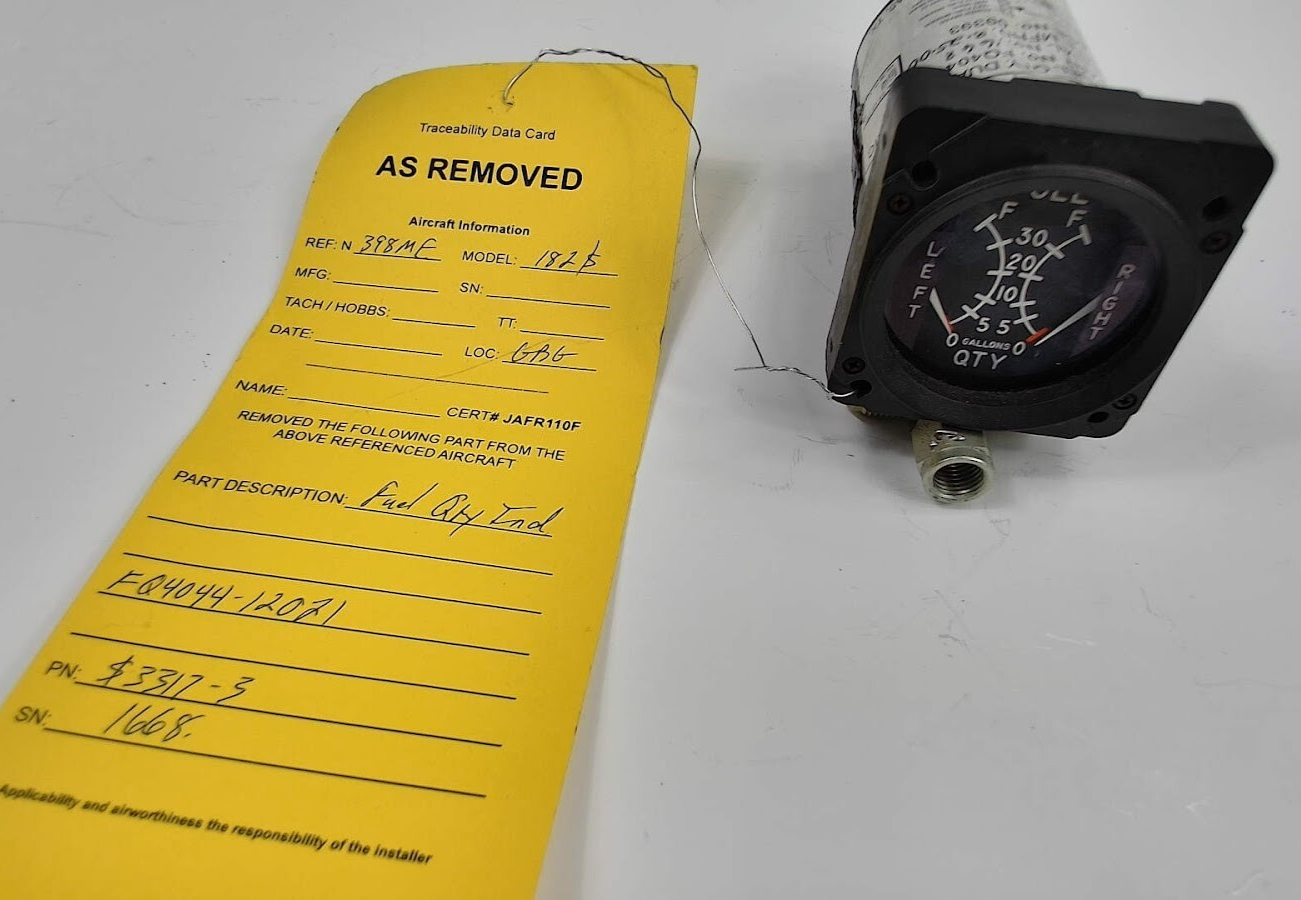 Traceability Data Card
AS REMOVED
Aircraft Information
REF: N 398ME MODEL: 182S
MFG: SN:
TACH / HOBBS: TT:
DATE: LOC: GBG
NAME: CERT# JAFR110F
REMOVED THE FOLLOWING PART FROM THE
ABOVE REFERENCED AIRCRAFT
PART DESCRIPTION: Fuel Qty Ind
FQ4044-12021
PN: S3317-3
SN: 1668.
Applicability and airworthiness the responsibility of the installer
F F
30
20
10
5 5
0 GALLONS 0
QTY
LEFT
RIGHT